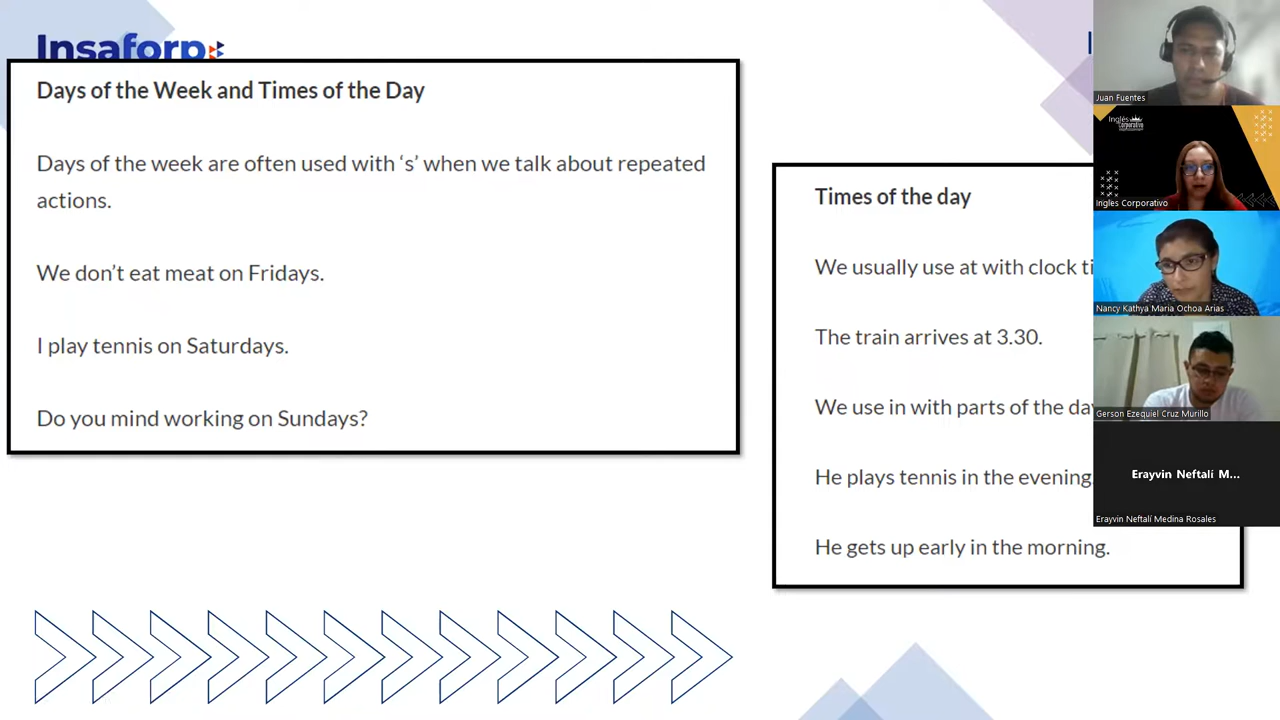 Insaforp
Days of the Week and Times of the Day
Days of the week are often used with ‘s’ when we talk about repeated
actions.
We don’t eat meat on Fridays.
I play tennis on Saturdays.
Do you mind working on Sundays?
Times of the day
We usually use at with clock
The train arrives at 3.30.
We use in with parts of the
He plays tennis in the evening.
He gets up early in the morning.
Juan Fuentes
Inglés
Corporativo
Ingles Corporativo
Nancy Kathya Maria Ochoa Arias
Gerson Ezequiel Cruz Murillo
Erayvin Neftalí M...
Erayvin Neftalí Medina Rosales